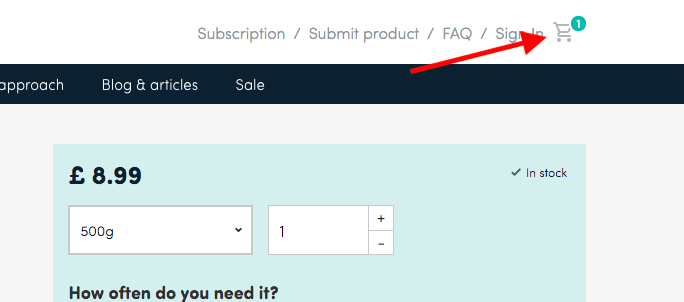 Subscription / Submit product / FAQ / Sign In 1
approach Blog & articles Sale
£ 8.99
✓ In stock
500g 1 + -
How often do you need it?